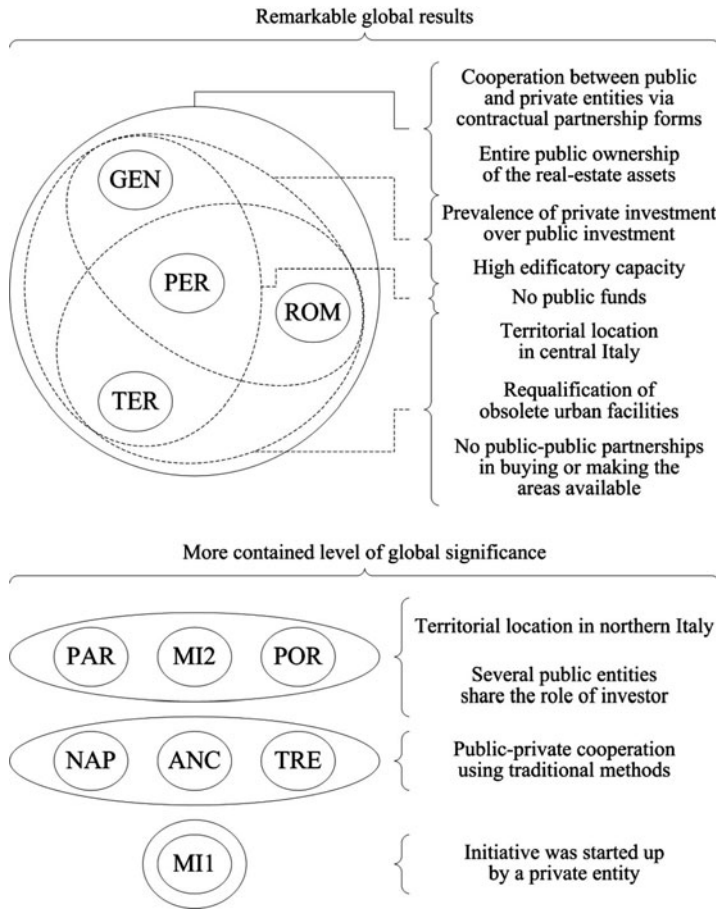 Remarkable global results
Cooperation between public
and private entities via
contractual partnership forms
Entire public ownership
of the real-estate assets
Prevalence of private investment
over public investment
High edificatory capacity
No public funds
Territorial location
in central Italy
Requalification of
obsolete urban facilities
No public-public partnerships
in buying or making the
areas available
GEN
PER
ROM
TER
More contained level of global significance
PAR MI2 POR
Territorial location in northern Italy
Several public entities
share the role of investor
NAP ANC TRE
Public-private cooperation
using traditional methods
MI1
Initiative was started up
by a private entity